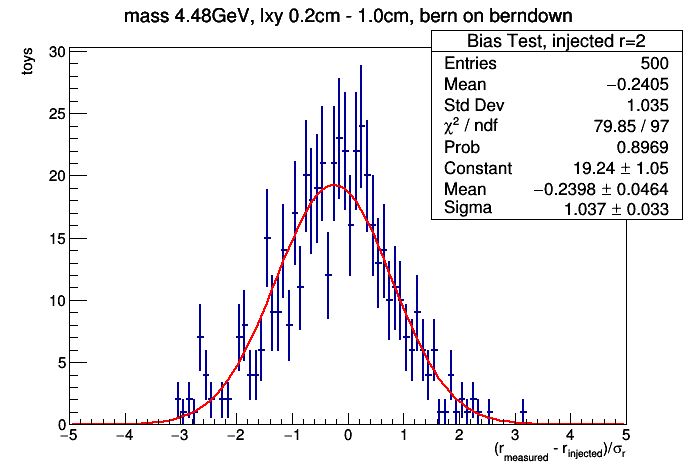 mass 4.48GeV, lxy 0.2cm - 1.0cm, bern on berndown
Bias Test, injected r=2
Entries 500
Mean −0.2405
Std Dev 1.035
χ² / ndf 79.85 / 97
Prob 0.8969
Constant 19.24 ± 1.05
Mean −0.2398 ± 0.0464
Sigma 1.037 ± 0.033
toys
30
25
20
15
10
5
0
−5 −4 −3 −2 −1 0 1 2 3 4 5
(r_measured - r_injected)/σ_r